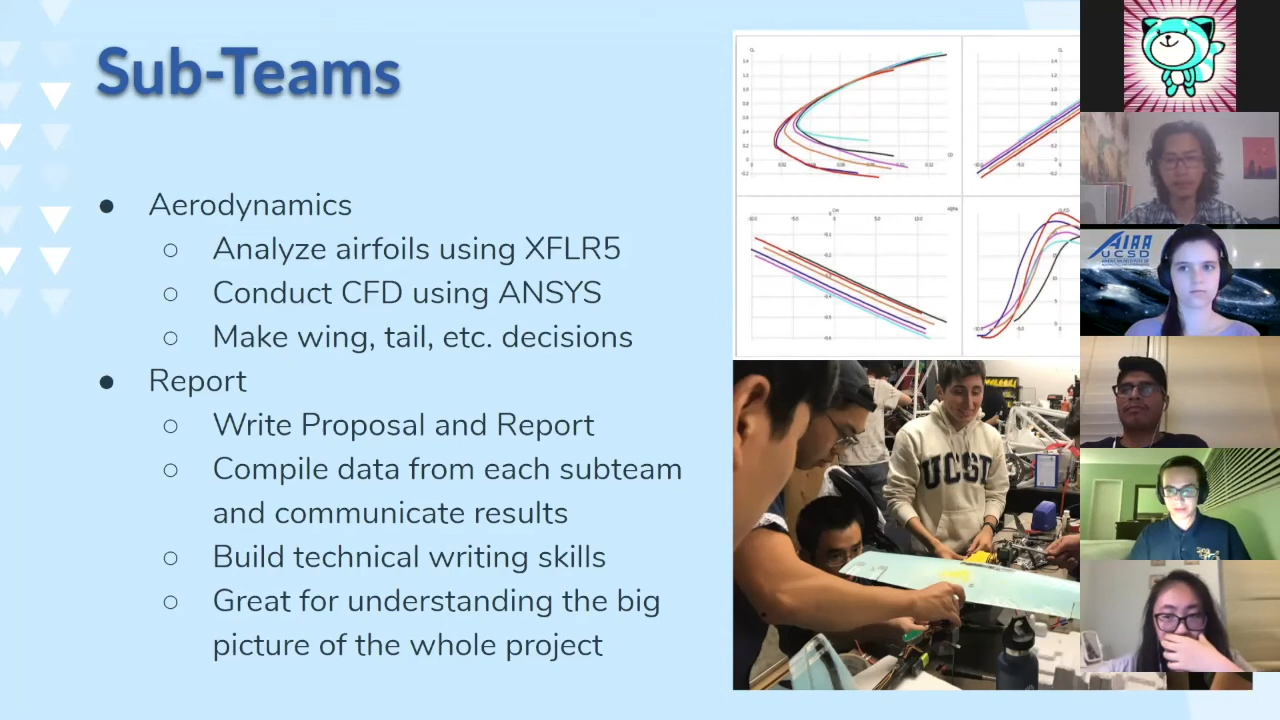 Sub-Teams
● Aerodynamics
○ Analyze airfoils using XFLR5
○ Conduct CFD using ANSYS
○ Make wing, tail, etc. decisions
● Report
○ Write Proposal and Report
○ Compile data from each subteam
and communicate results
○ Build technical writing skills
○ Great for understanding the big
picture of the whole project
UCSD
AIAA
UCSD